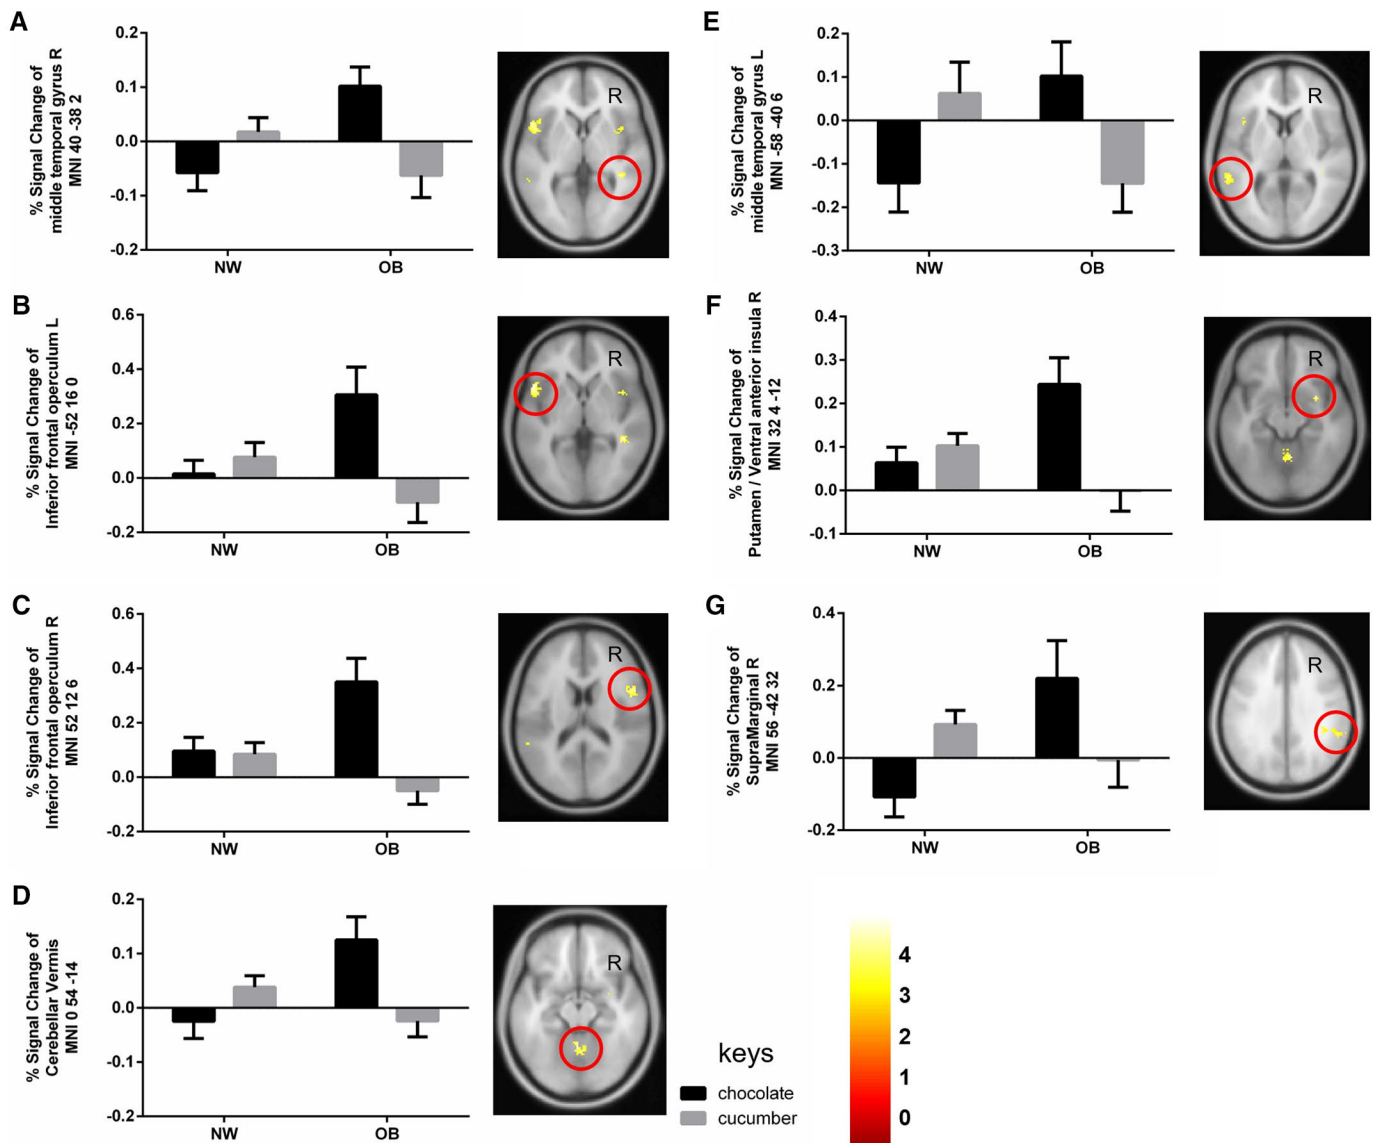 A
% Signal Change of
middle temporal gyrus R
MNI 40 -38 2
0.2
0.1
0.0
-0.1
-0.2
NW
OB
R
B
% Signal Change of
Inferior frontal operculum L
MNI -52 16 0
0.6
0.4
0.2
0.0
-0.2
NW
OB
R
C
% Signal Change of
Inferior frontal operculum R
MNI 52 12 6
0.6
0.4
0.2
0.0
-0.2
NW
OB
R
D
% Signal Change of
Cerebellar Vermis
MNI 0 54 -14
0.2
0.1
0.0
-0.1
-0.2
NW
OB
R
E
% Signal Change of
middle temporal gyrus L
MNI -58 -40 6
0.2
0.1
0.0
-0.1
-0.2
-0.3
NW
OB
R
F
% Signal Change of
Putamen / Ventral anterior insula R
MNI 32 4 -12
0.4
0.3
0.2
0.1
0.0
-0.1
NW
OB
R
G
% Signal Change of
SupraMarginal R
MNI 56 -42 32
0.4
0.2
0.0
-0.2
NW
OB
R
keys
chocolate
cucumber
4
3
2
1
0